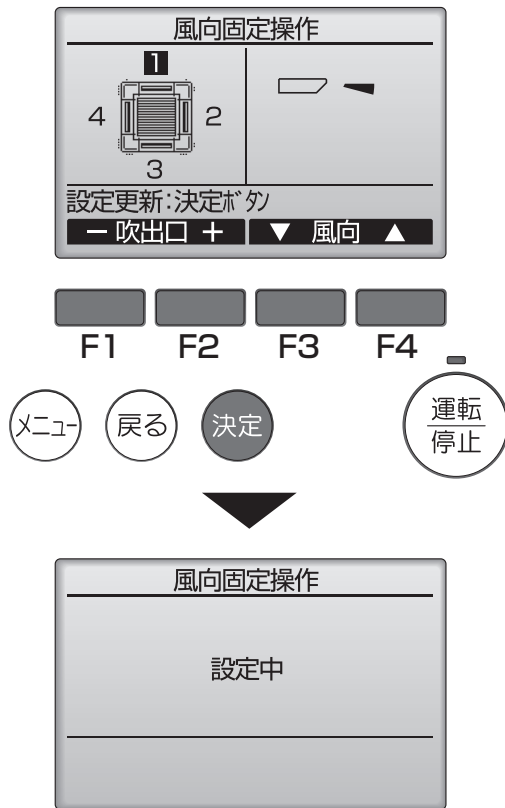 風向固定操作
1
4 2
3
設定更新:決定ボタン
− 吹出口 + ▼ 風向 ▲
F1 F2 F3 F4
メニュー 戻る 決定 運転
停止
風向固定操作
設定中